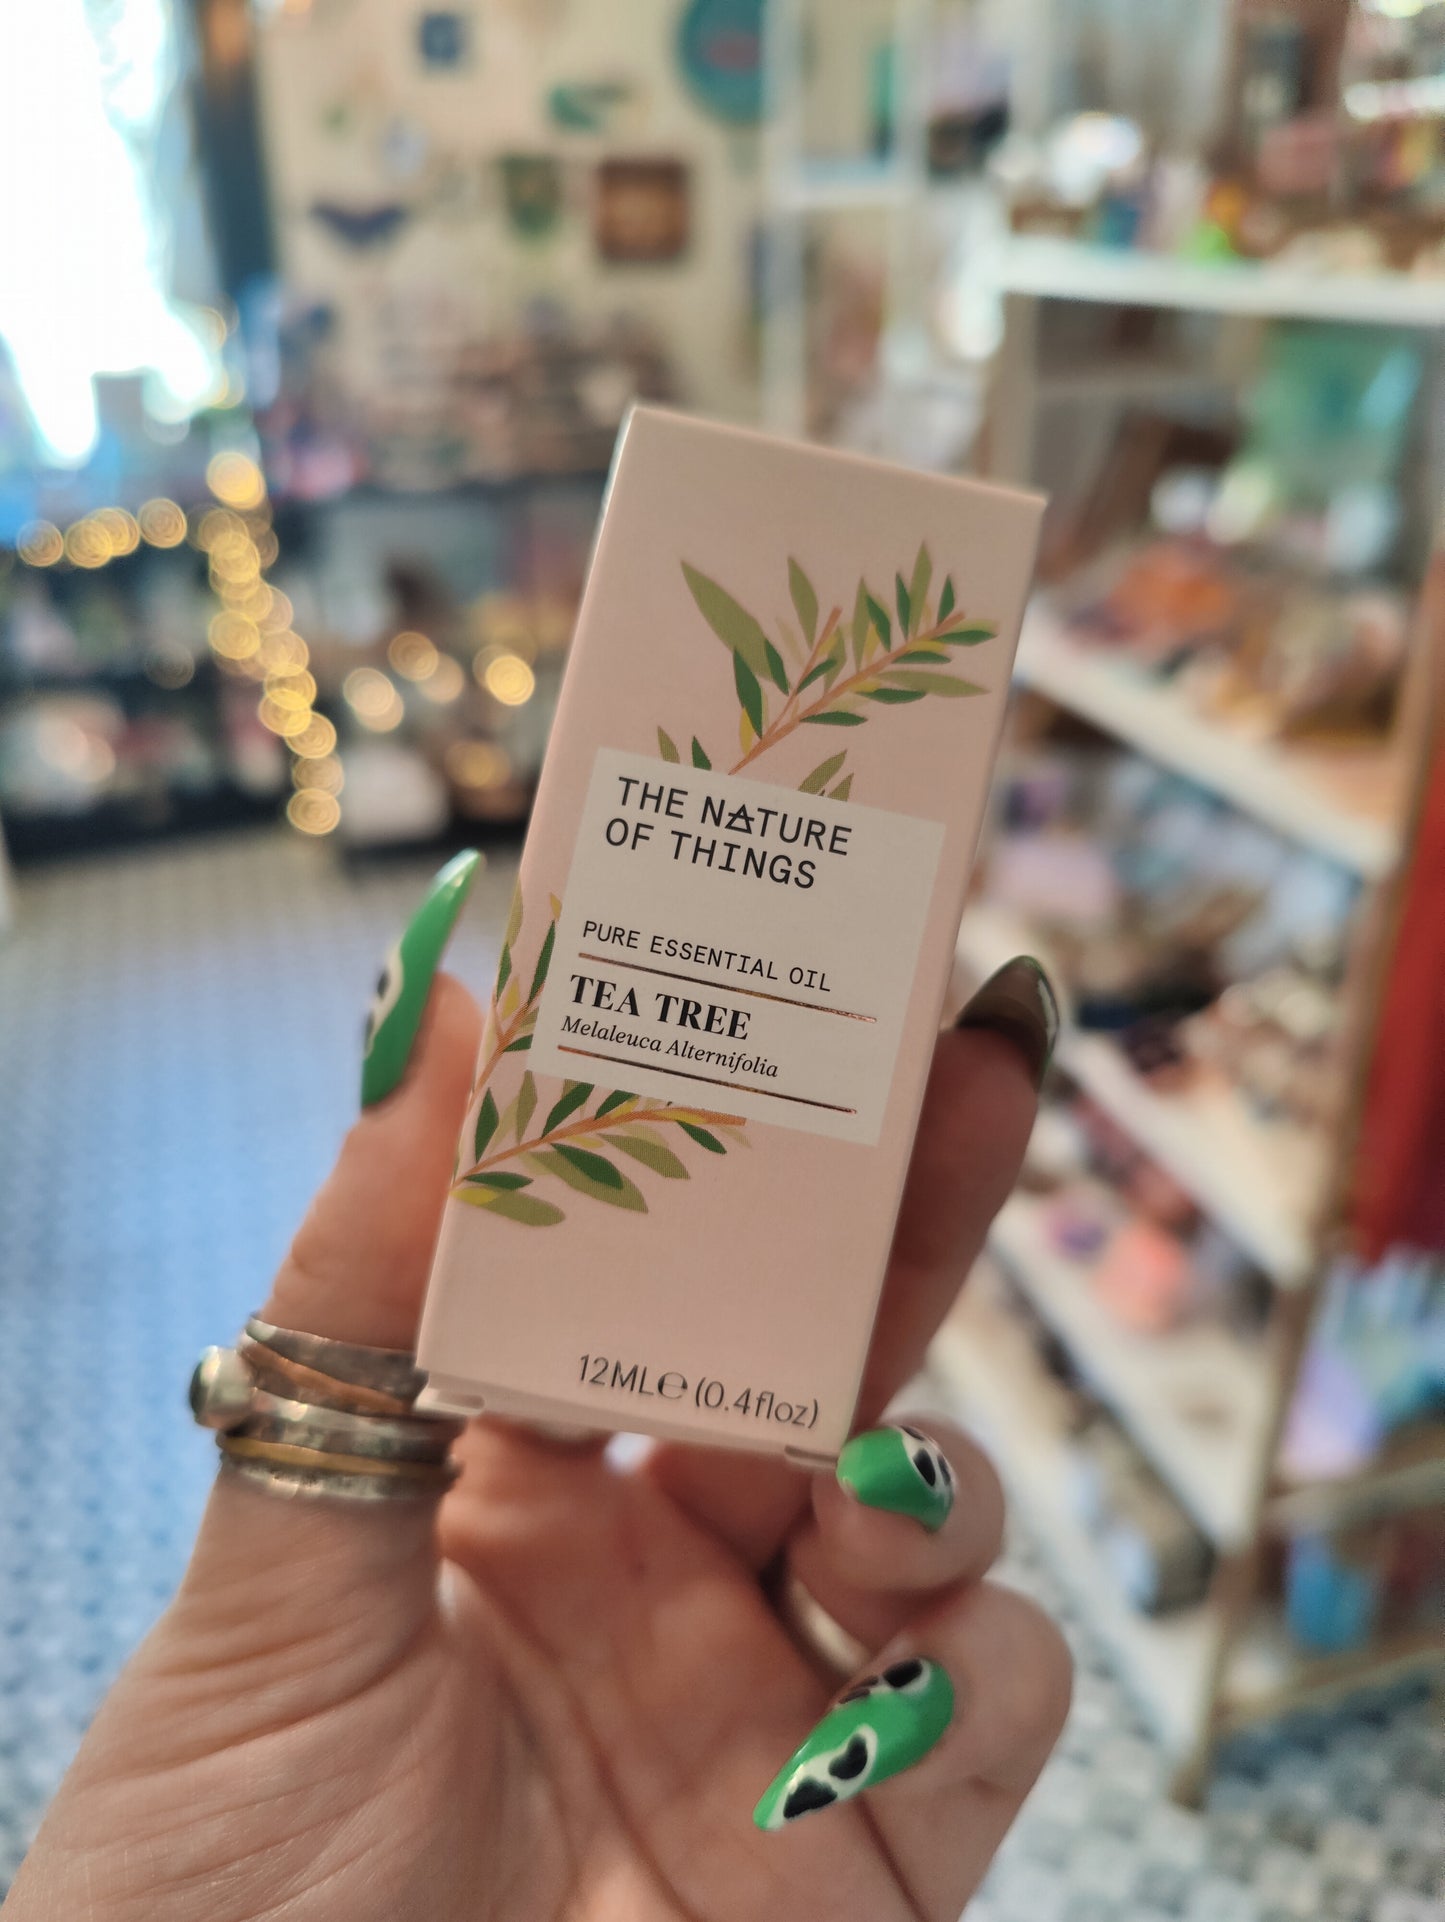 THE NATURE
OF THINGS
PURE ESSENTIAL OIL
TEA TREE
Melaleuca Alternifolia
12ML℮ (0.4floz)